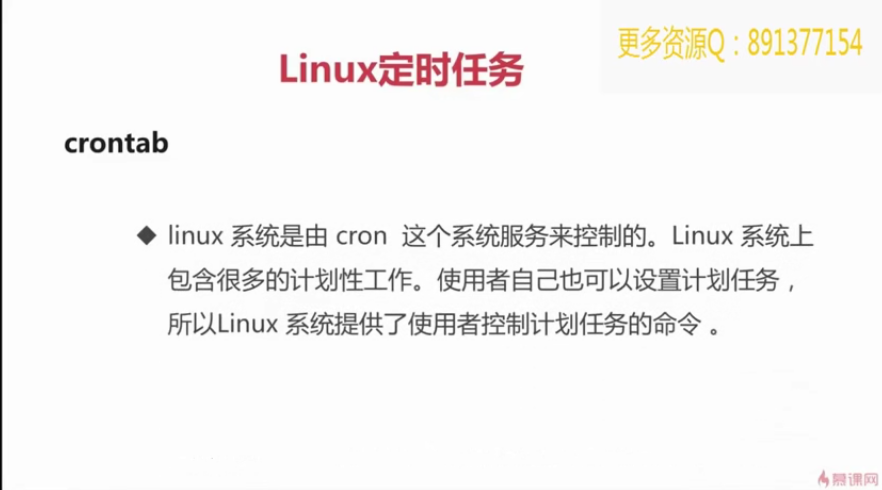 更多资源Q：891377154
Linux定时任务
crontab
◆ linux 系统是由 cron 这个系统服务来控制的。Linux 系统上
包含很多的计划性工作。使用者自己也可以设置计划任务，
所以Linux 系统提供了使用者控制计划任务的命令 。
慕课网